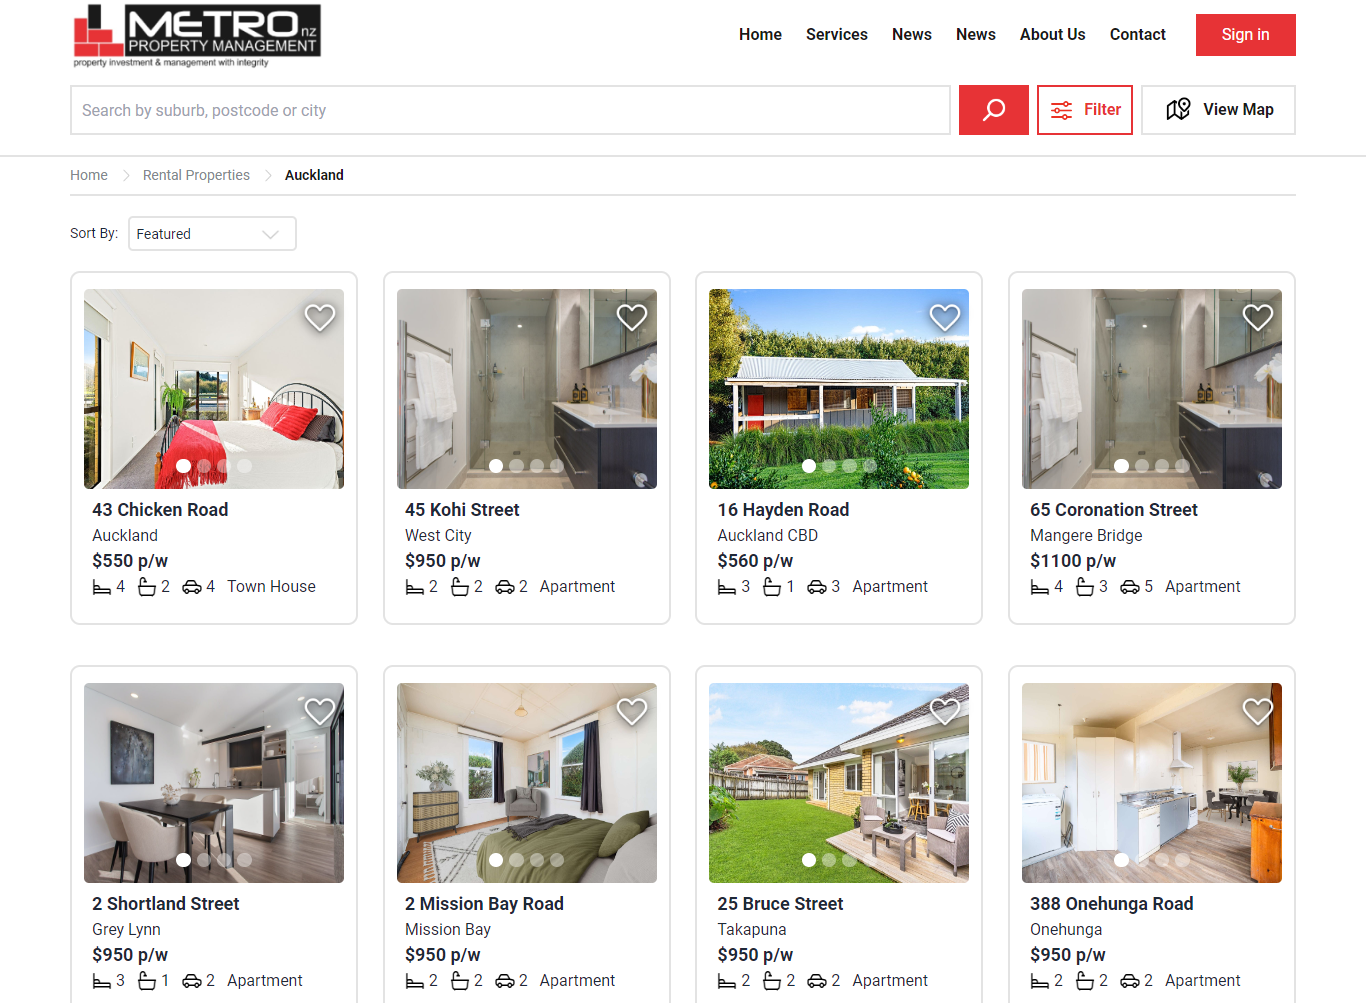 METRO nz
PROPERTY MANAGEMENT
property investment & management with integrity
Home Services News News About Us Contact Sign in
Search by suburb, postcode or city Filter View Map
Home Rental Properties Auckland
Sort By: Featured
43 Chicken Road
Auckland
$550 p/w
4 2 4 Town House
45 Kohi Street
West City
$950 p/w
2 2 2 Apartment
16 Hayden Road
Auckland CBD
$560 p/w
3 1 3 Apartment
65 Coronation Street
Mangere Bridge
$1100 p/w
4 3 5 Apartment
2 Shortland Street
Grey Lynn
$950 p/w
3 1 2 Apartment
2 Mission Bay Road
Mission Bay
$950 p/w
2 2 2 Apartment
25 Bruce Street
Takapuna
$950 p/w
2 2 2 Apartment
388 Onehunga Road
Onehunga
$950 p/w
2 2 2 Apartment